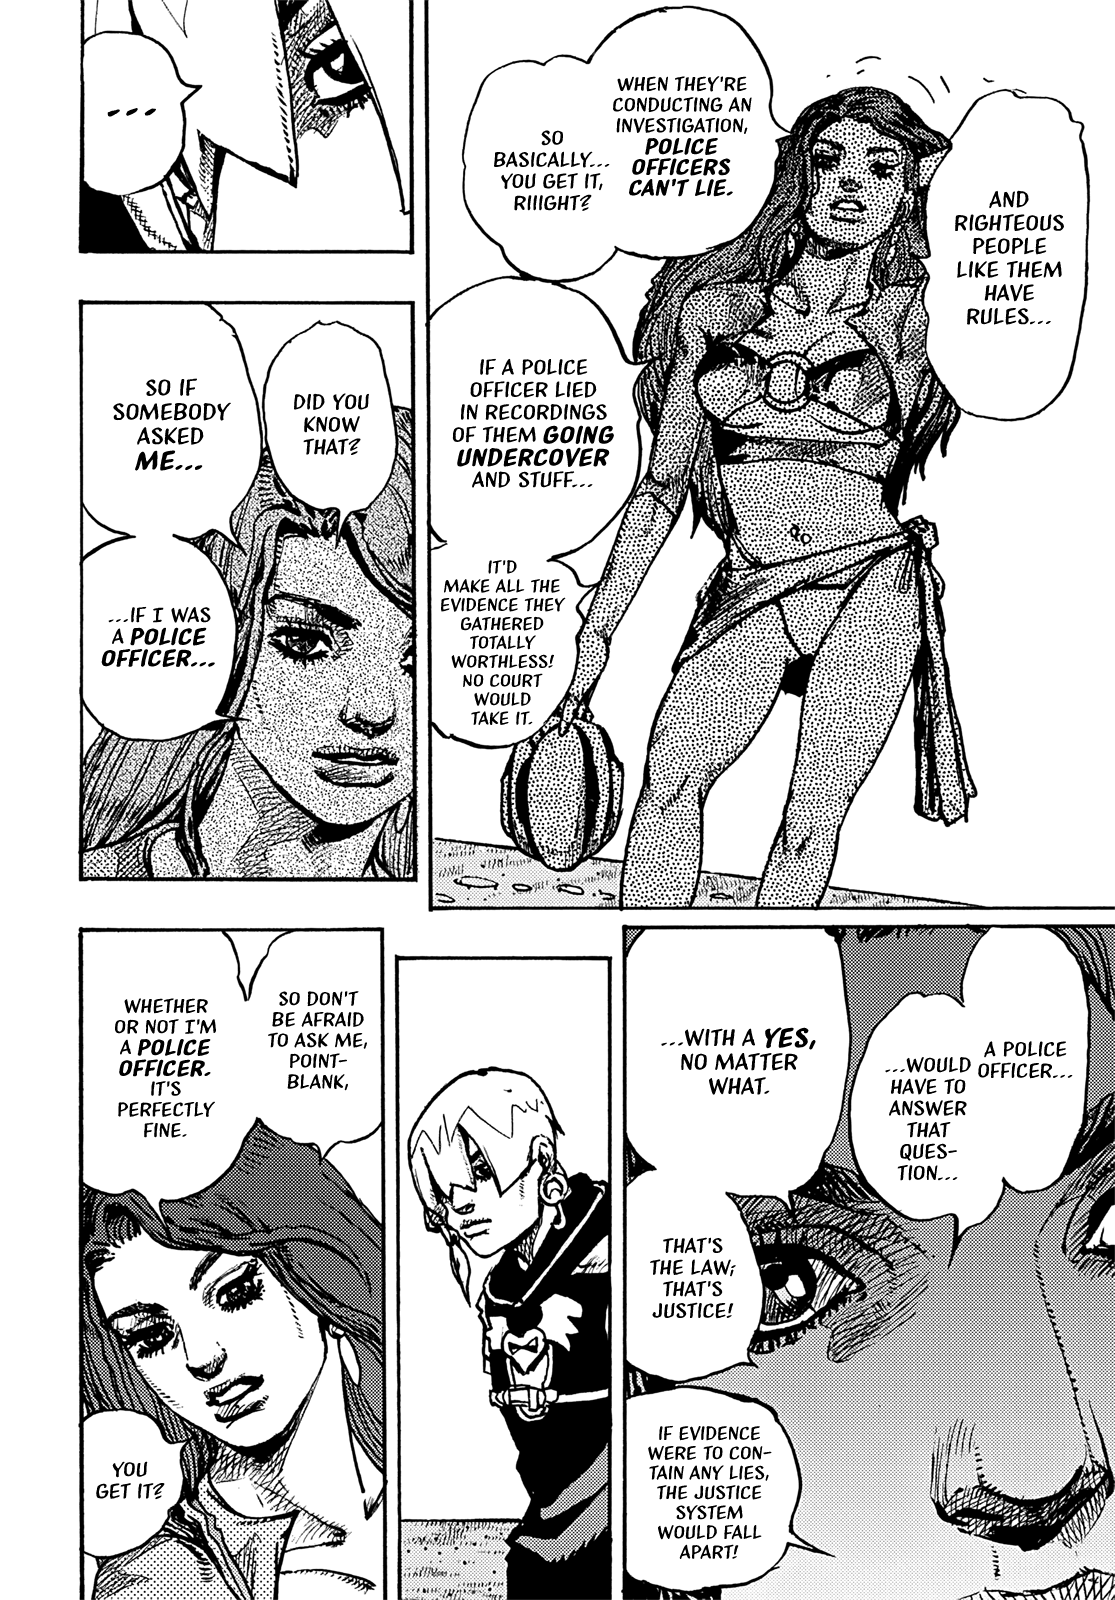 AND
RIGHTEOUS
PEOPLE
LIKE THEM
HAVE
RULES...
WHEN THEY'RE
CONDUCTING AN
INVESTIGATION,
POLICE
OFFICERS
CAN'T LIE.
SO
BASICALLY...
YOU GET IT,
RIIIGHT?
IF A POLICE
OFFICER LIED
IN RECORDINGS
OF THEM GOING
UNDERCOVER
AND STUFF...
IT'D
MAKE ALL THE
EVIDENCE THEY
GATHERED
TOTALLY
WORTHLESS!
NO COURT
WOULD
TAKE IT.
....
DID YOU
KNOW
THAT?
SO IF
SOMEBODY
ASKED
ME...
...IF I WAS
A POLICE
OFFICER...
A POLICE
OFFICER...
...WOULD
HAVE TO
ANSWER
THAT
QUES-
TION...
...WITH A YES,
NO MATTER
WHAT.
THAT'S
THE LAW;
THAT'S
JUSTICE!
IF EVIDENCE
WERE TO CON-
TAIN ANY LIES,
THE JUSTICE
SYSTEM
WOULD FALL
APART!
SO DON'T
BE AFRAID
TO ASK ME,
POINT-
BLANK,
WHETHER
OR NOT I'M
A POLICE
OFFICER.
IT'S
PERFECTLY
FINE.
YOU
GET IT?